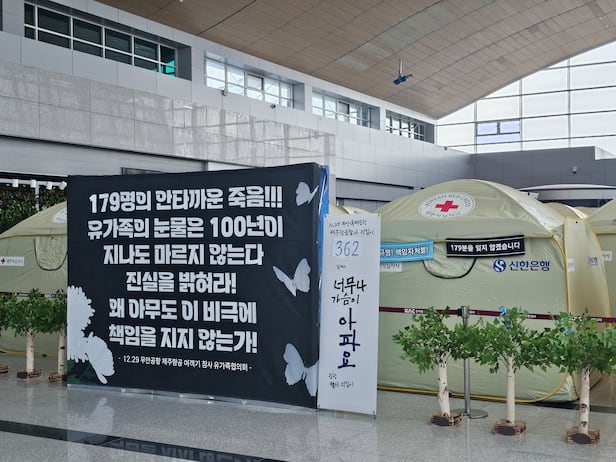 179명의 안타까운 죽음!!!
유가족의 눈물은 100년이
지나도 마르지 않는다
진실을 밝혀라!
왜 아무도 이 비극에
책임을 지지 않는가!
- 12.29 무안공항 제주항공 여객기 참사 유가족협의회 -
362
너무나
가슴이
아파요
책임자처벌!
179분을 잊지 않겠습니다
신한은행